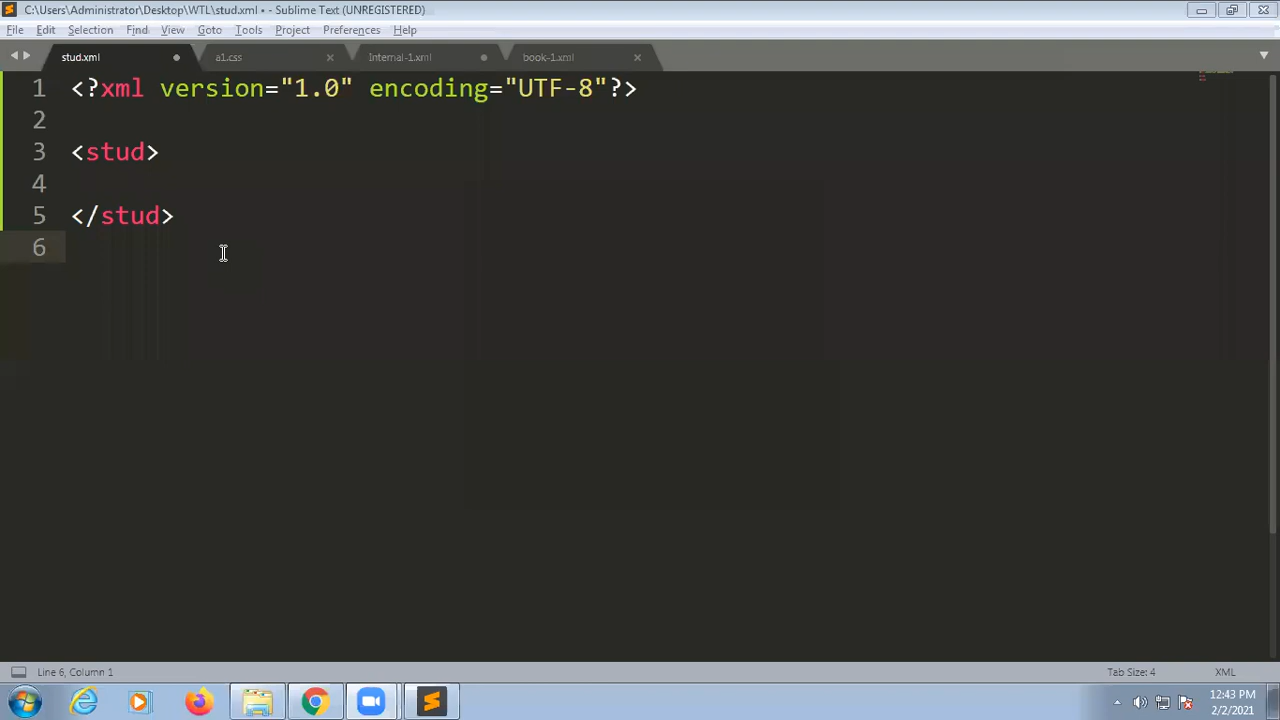 C:\Users\Administrator\Desktop\WTL\stud.xml • - Sublime Text (UNREGISTERED)
File Edit Selection Find View Goto Tools Project Preferences Help
stud.xml a1.css Internal-1.xml book-1.xml
1 <?xml version="1.0" encoding="UTF-8"?>
2
3 <stud>
4
5 </stud>
6
Line 6, Column 1 Tab Size: 4 XML
12:43 PM
2/2/2021